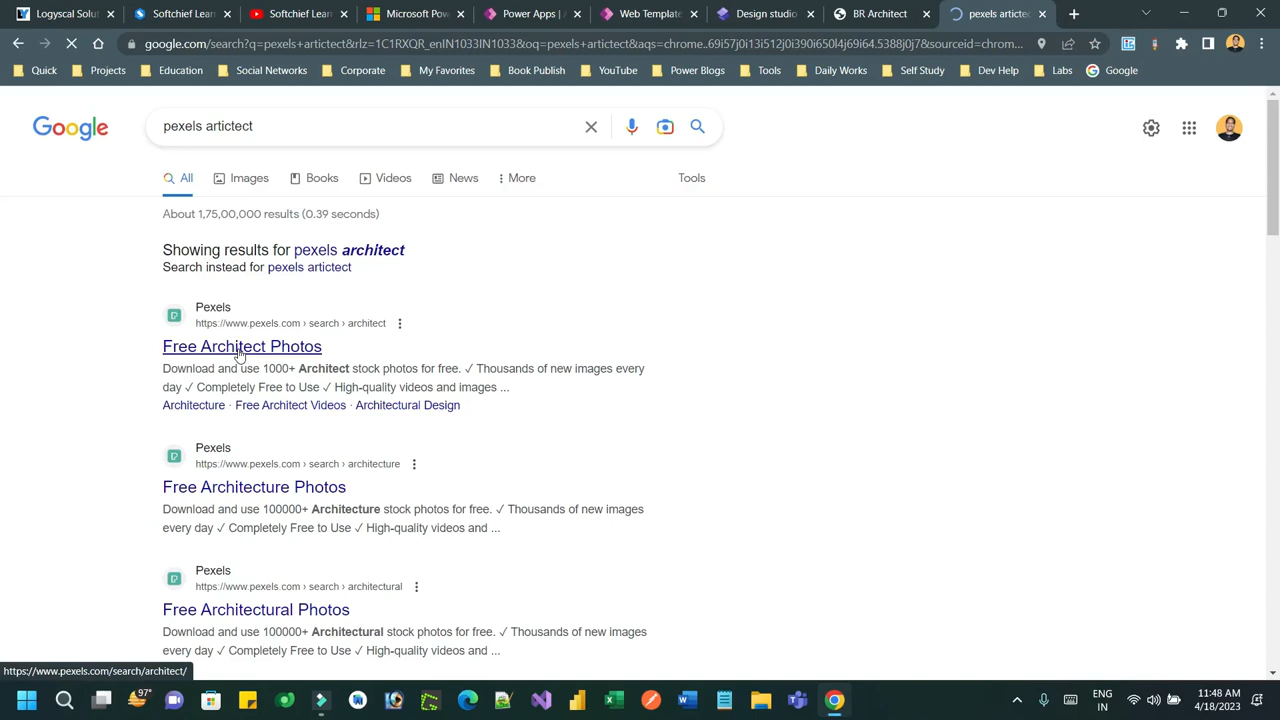 Logyscal Solut
Softchief Learn
Softchief Learn
Microsoft Pow
Power Apps | A
Web Template
Design studio
BR Architect
pexels artictec
google.com/search?q=pexels+artictect&rlz=1C1RXQR_enIN1033IN1033&oq=pexels+artictect&aqs=chrome..69i57j0i13i512j0i390i650l4j69i64.5388j0j7&sourceid=chrom...
Quick
Projects
Education
Social Networks
Corporate
My Favorites
Book Publish
YouTube
Power Blogs
Tools
Daily Works
Self Study
Dev Help
Labs
Google
Google
pexels artictect
All
Images
Books
Videos
News
More
Tools
About 1,75,00,000 results (0.39 seconds)
Showing results for pexels architect
Search instead for pexels artictect
Pexels
https://www.pexels.com › search › architect
Free Architect Photos
Download and use 1000+ Architect stock photos for free. ✓ Thousands of new images every
day ✓ Completely Free to Use ✓ High-quality videos and images ...
Architecture · Free Architect Videos · Architectural Design
Pexels
https://www.pexels.com › search › architecture
Free Architecture Photos
Download and use 100000+ Architecture stock photos for free. ✓ Thousands of new images
every day ✓ Completely Free to Use ✓ High-quality videos and ...
Pexels
https://www.pexels.com › search › architectural
Free Architectural Photos
Download and use 100000+ Architectural stock photos for free. ✓ Thousands of new images
every day ✓ Completely Free to Use ✓ High-quality videos and ...
https://www.pexels.com/search/architect/
97°
ENG
IN
11:48 AM
4/18/2023